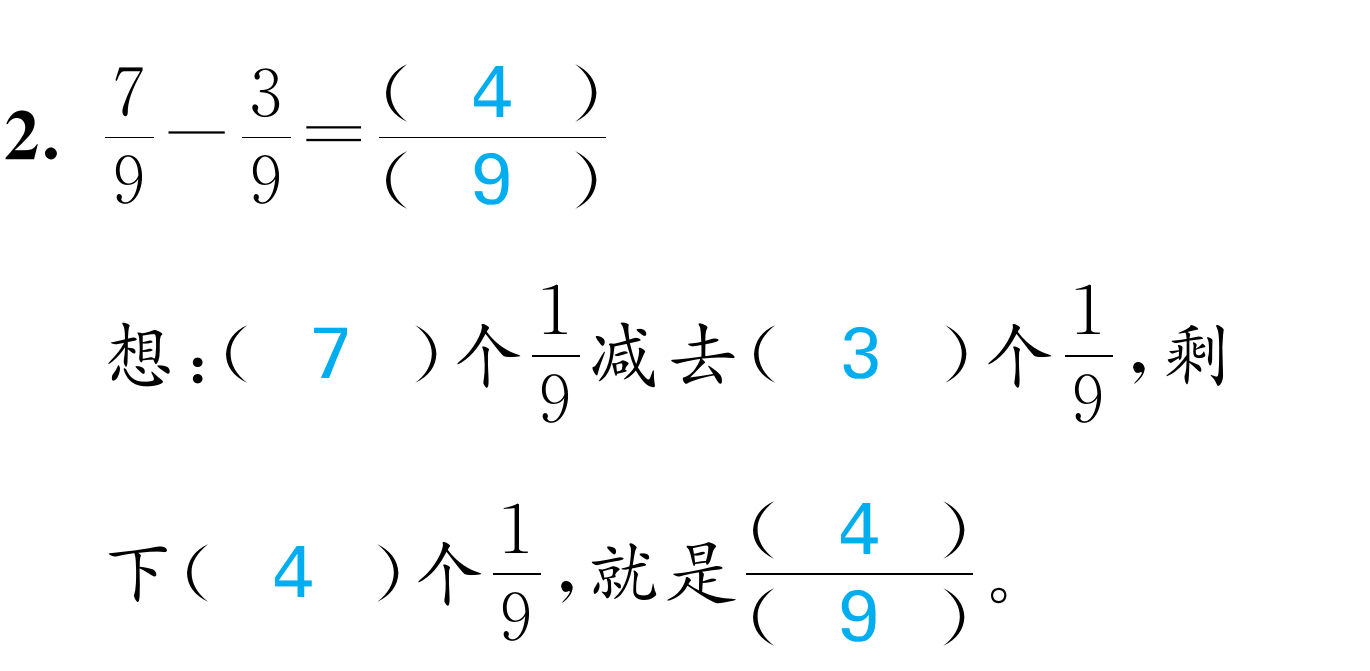 2. 7/9 - 3/9 = ( 4 )/( 9 )
想:( 7 )个1/9减去( 3 )个1/9,剩
下( 4 )个1/9,就是( 4 )/( 9 )。